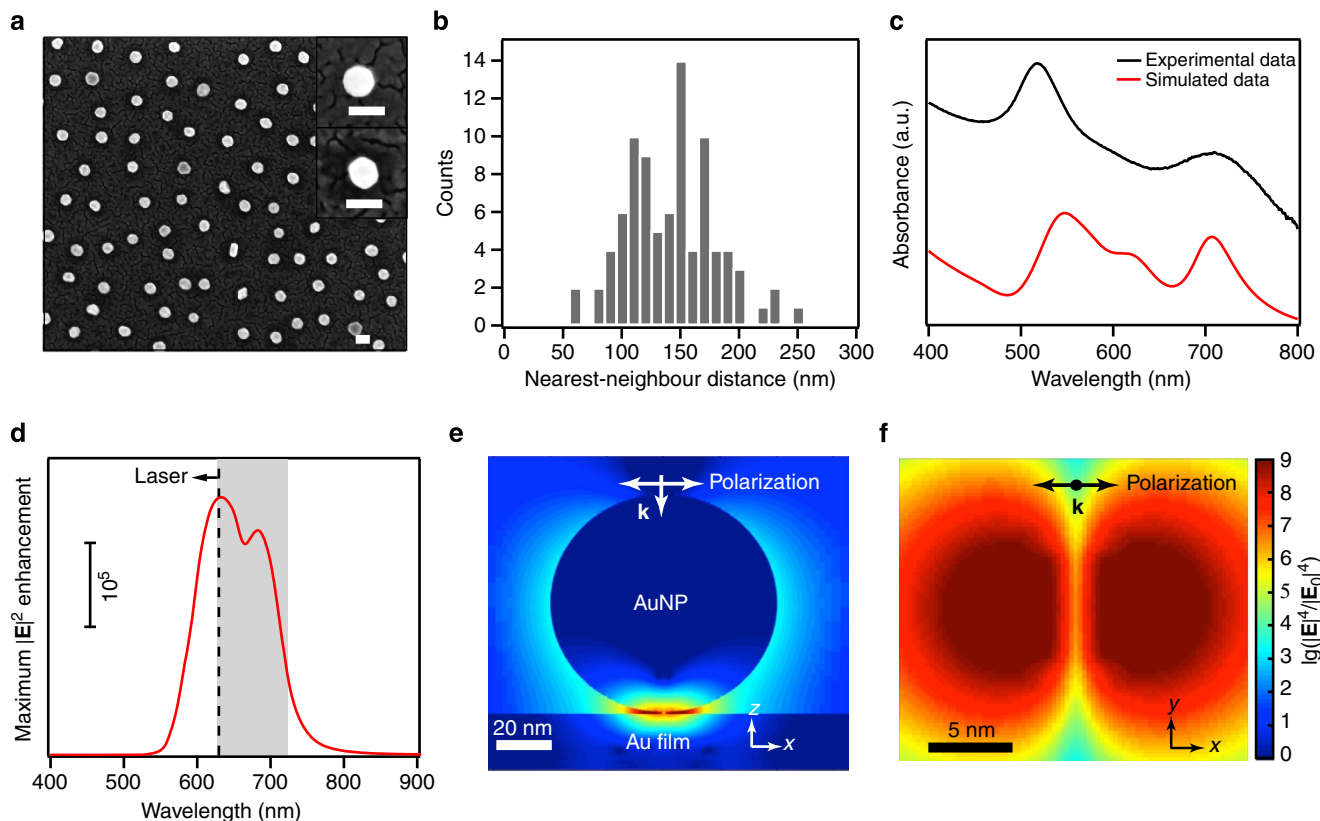 a
b
14
12
10
8
6
4
2
0
Counts
0
50
100
150
200
250
300
Nearest-neighbour distance (nm)
c
Experimental data
Simulated data
Absorbance (a.u.)
400
500
600
700
800
Wavelength (nm)
d
Laser
10⁵
Maximum |E|² enhancement
400
500
600
700
800
900
Wavelength (nm)
e
Polarization
k
AuNP
20 nm
Au film
z
x
f
Polarization
k
5 nm
y
x
9
8
7
6
5
4
3
2
1
0
lg(|E|⁴/|E₀|⁴)